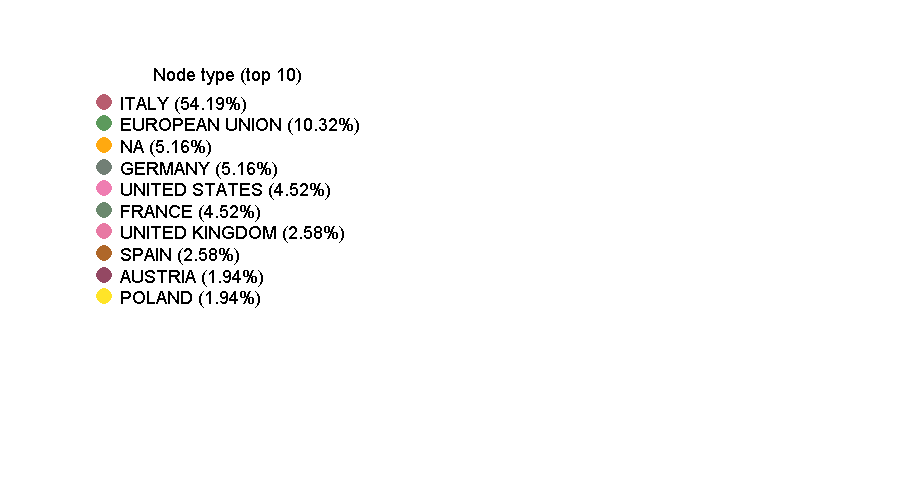 Node type (top 10)
ITALY (54.19%)
EUROPEAN UNION (10.32%)
NA (5.16%)
GERMANY (5.16%)
UNITED STATES (4.52%)
FRANCE (4.52%)
UNITED KINGDOM (2.58%)
SPAIN (2.58%)
AUSTRIA (1.94%)
POLAND (1.94%)